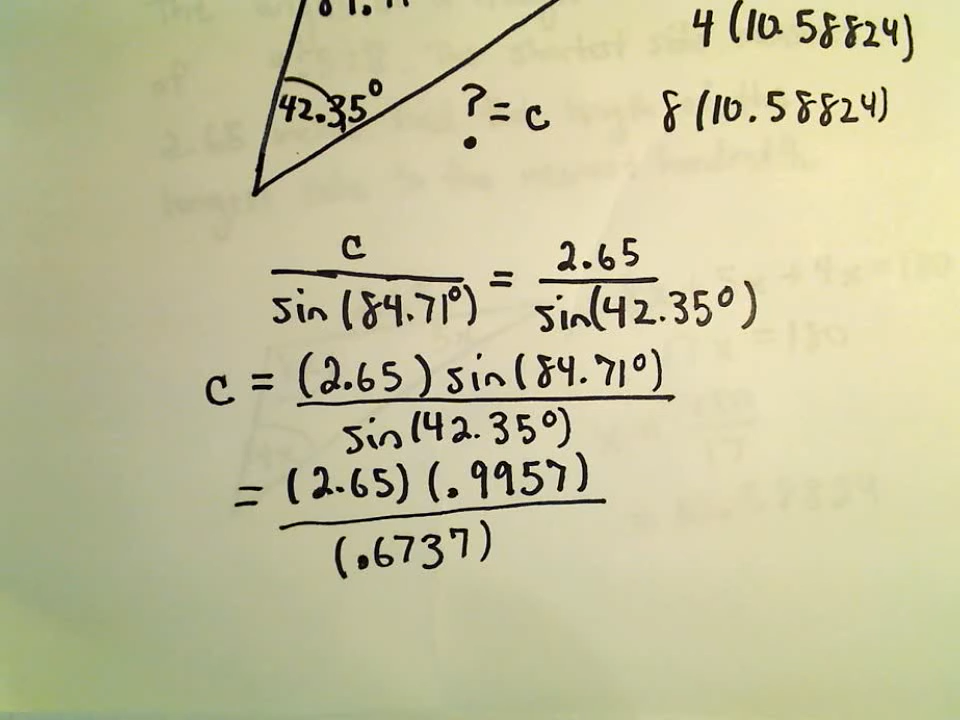 4 (10.58824)
42.35°
? = c
8 (10.58824)
c / sin(84.71°) = 2.65 / sin(42.35°)
c = (2.65) sin(84.71°) / sin(42.35°)
= (2.65) (.9957) / (.6737)